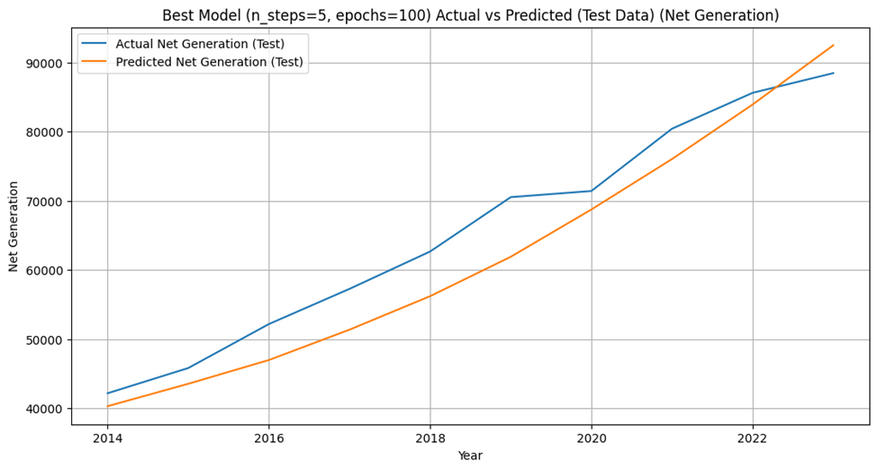 Best Model (n_steps=5, epochs=100) Actual vs Predicted (Test Data) (Net Generation)
Actual Net Generation (Test)
Predicted Net Generation (Test)
90000
80000
70000
60000
50000
40000
Net Generation
2014
2016
2018
2020
2022
Year